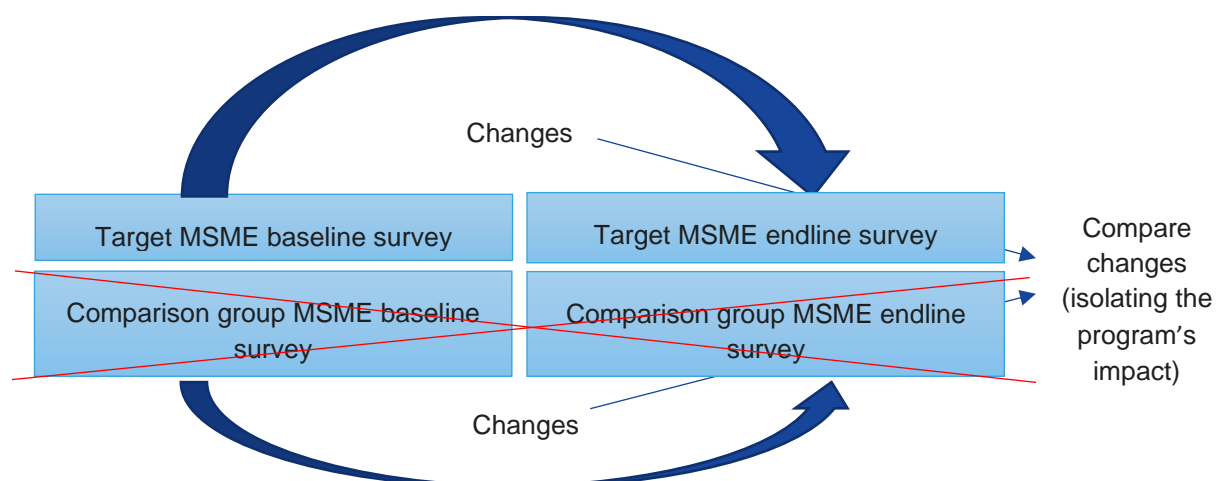 Changes
Target MSME baseline survey
Target MSME endline survey
Comparison group MSME baseline
survey
Comparison group MSME endline
survey
Changes
Compare
changes
(isolating the
program's
impact)